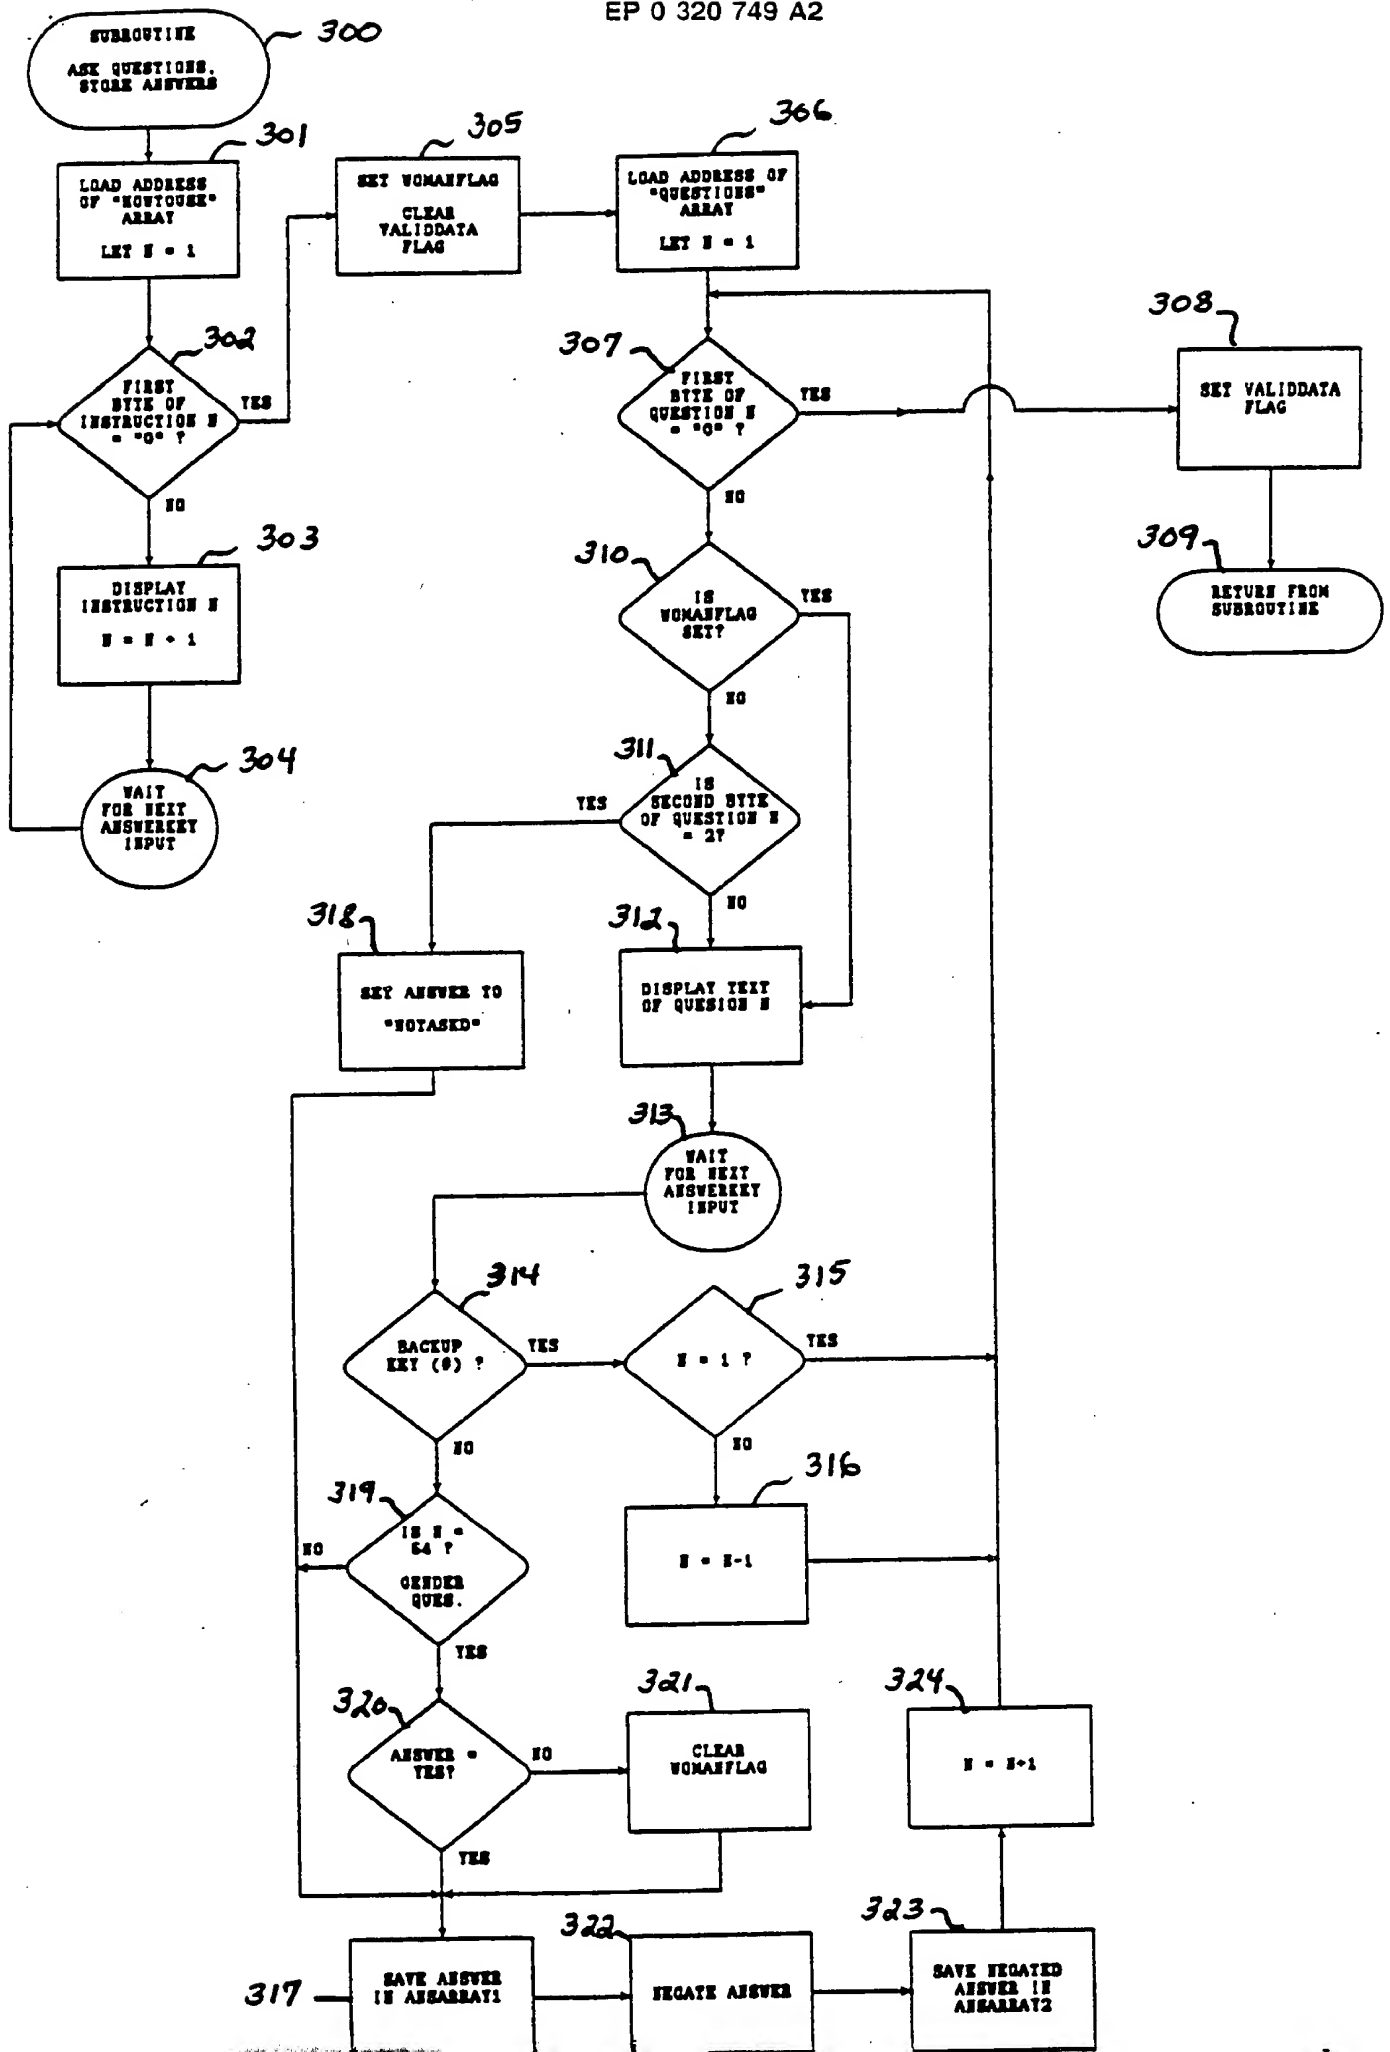 EP 0 320 749 A2
SUBROUTINE
ASK QUESTIONS,
STORE ANSWERS
300
301
LOAD ADDRESS
OF "HOWTOUSE"
ARRAY
LET N = 1
302
FIRST
BYTE OF
INSTRUCTION N
= "0" ?
YES
NO
303
DISPLAY
INSTRUCTION N
N = N + 1
304
WAIT
FOR NEXT
ANSWERKEY
INPUT
305
SET WOMANFLAG
CLEAR
VALIDDATA
FLAG
306
LOAD ADDRESS OF
"QUESTIONS"
ARRAY
LET N = 1
307
FIRST
BYTE OF
QUESTION N
= "0" ?
YES
NO
308
SET VALIDDATA
FLAG
309
RETURN FROM
SUBROUTINE
310
IS
WOMANFLAG
SET?
YES
NO
311
IS
SECOND BYTE
OF QUESTION N
= 2?
YES
NO
318
SET ANSWER TO
"NOTASKD"
312
DISPLAY TEXT
OF QUESION N
313
WAIT
FOR NEXT
ANSWERKEY
INPUT
314
BACKUP
KEY (9) ?
YES
NO
315
N = 1 ?
YES
NO
316
N = N-1
319
IS N =
54 ?
GENDER
QUES.
NO
YES
320
ANSWER =
YES?
NO
YES
321
CLEAR
WOMANFLAG
324
N = N+1
317
SAVE ANSWER
IN ANSARRAY1
322
NEGATE ANSWER
323
SAVE NEGATED
ANSWER IN
ANSARRAY2